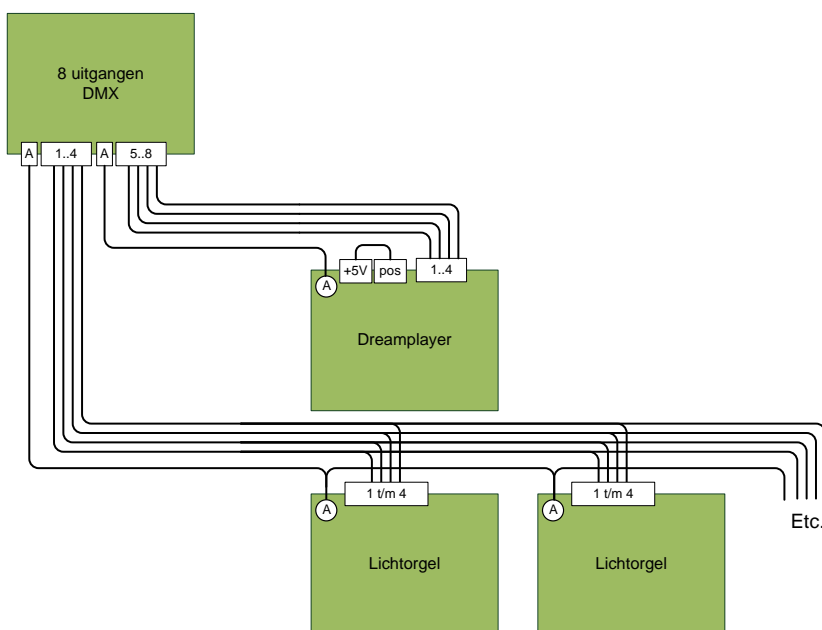 8 uitgangen
DMX
A
1..4
A
5..8
+5V
pos
1..4
A
Dreamplayer
1 t/m 4
1 t/m 4
A
A
Etc.
Lichtorgel
Lichtorgel